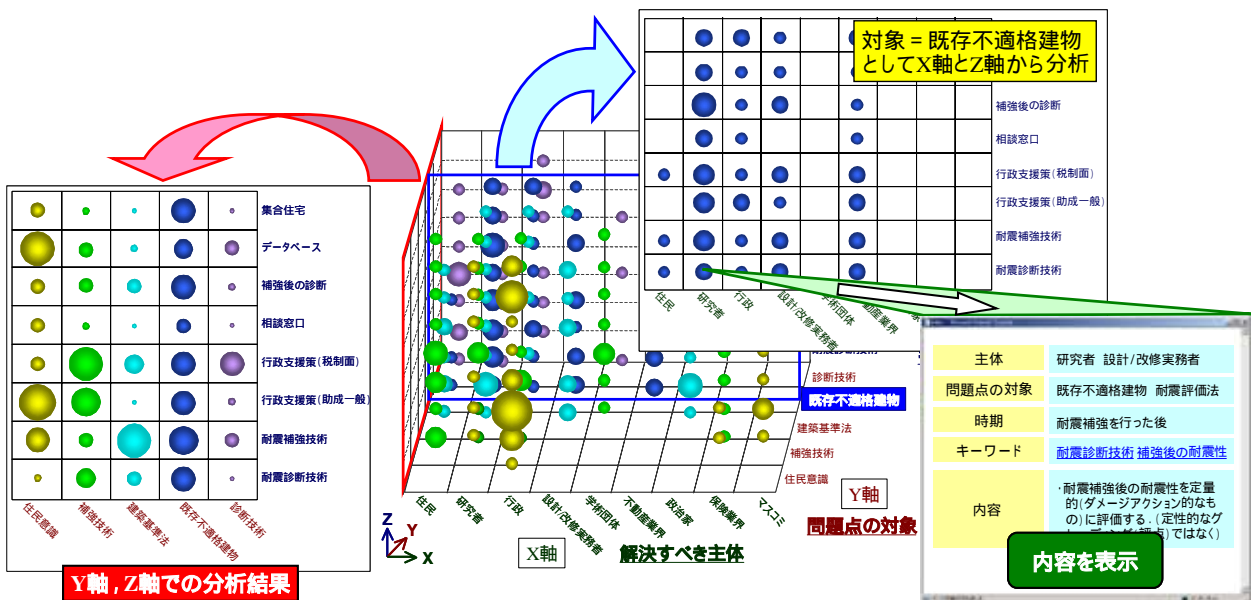 対象 = 既存不適格建物
としてX軸とZ軸から分析
補強後の診断
相談窓口
行政支援策(税制面)
行政支援策(助成一般)
耐震補強技術
耐震診断技術
住民
研究者
行政
設計/改修実務者
学術団体
不動産業界
集合住宅
データベース
補強後の診断
相談窓口
行政支援策(税制面)
行政支援策(助成一般)
耐震補強技術
耐震診断技術
住民意識
補強技術
建築基準法
既存不適格建物
診断技術
Y軸 , Z軸での分析結果
耐震診断技術
診断技術
既存不適格建物
建築基準法
補強技術
住民意識
住民
研究者
行政
設計/改修実務者
学術団体
不動産業界
政治家
保険業界
マスコミ
Z
Y
X
X軸
解決すべき主体
Y軸
問題点の対象
主体
研究者 設計/改修実務者
問題点の対象
既存不適格建物 耐震評価法
時期
耐震補強を行った後
キーワード
耐震診断技術 補強後の耐震性
内容
・耐震補強後の耐震性を定量
的(ダメージアクション的なも
の)に評価する. (定性的なグ
ではなく)
内容を表示